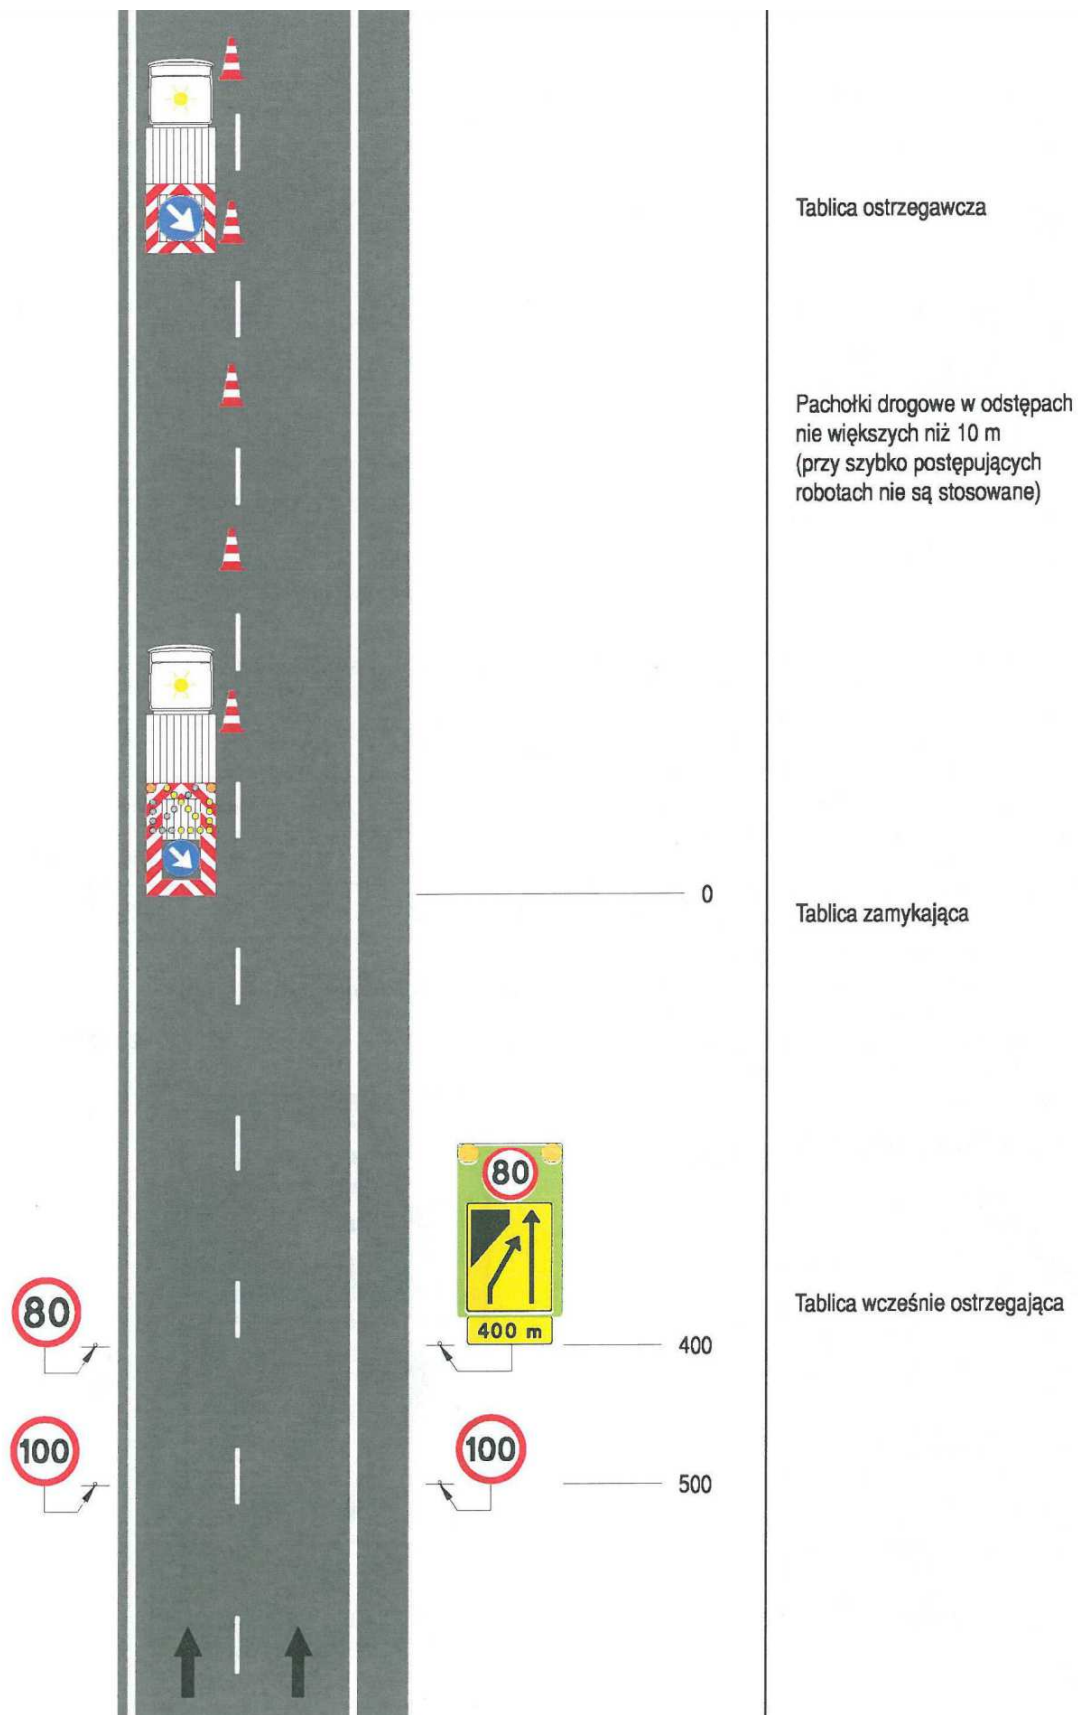 Tablica ostrzegawcza
Pachołki drogowe w odstępach
nie większych niż 10 m
(przy szybko postępujących
robotach nie są stosowane)
0
Tablica zamykająca
80
80
400 m
Tablica wcześnie ostrzegająca
400
100
100
500